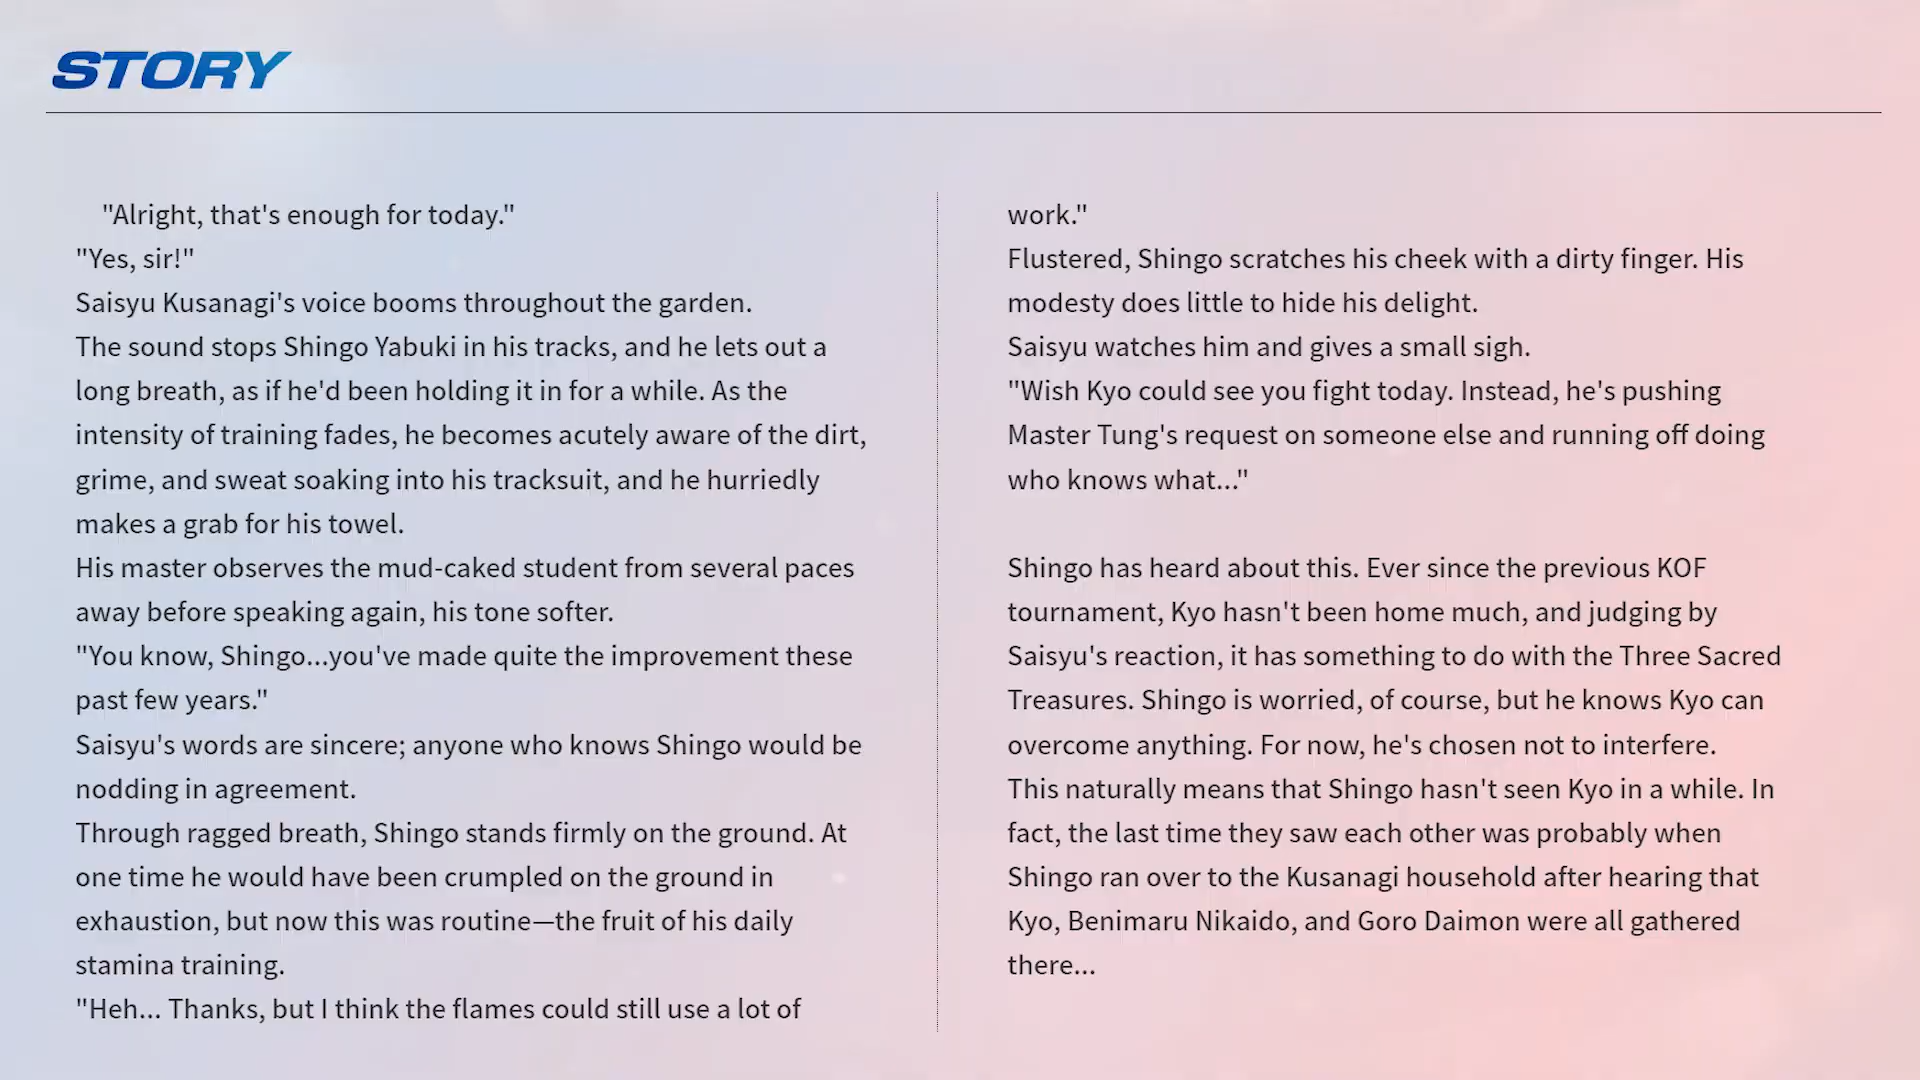 STORY
"Alright, that's enough for today."
"Yes, sir!"
Saisyu Kusanagi's voice booms throughout the garden.
The sound stops Shingo Yabuki in his tracks, and he lets out a
long breath, as if he'd been holding it in for a while. As the
intensity of training fades, he becomes acutely aware of the dirt,
grime, and sweat soaking into his tracksuit, and he hurriedly
makes a grab for his towel.
His master observes the mud-caked student from several paces
away before speaking again, his tone softer.
"You know, Shingo...you've made quite the improvement these
past few years."
Saisyu's words are sincere; anyone who knows Shingo would be
nodding in agreement.
Through ragged breath, Shingo stands firmly on the ground. At
one time he would have been crumpled on the ground in
exhaustion, but now this was routine—the fruit of his daily
stamina training.
"Heh... Thanks, but I think the flames could still use a lot of
work."
Flustered, Shingo scratches his cheek with a dirty finger. His
modesty does little to hide his delight.
Saisyu watches him and gives a small sigh.
"Wish Kyo could see you fight today. Instead, he's pushing
Master Tung's request on someone else and running off doing
who knows what..."
Shingo has heard about this. Ever since the previous KOF
tournament, Kyo hasn't been home much, and judging by
Saisyu's reaction, it has something to do with the Three Sacred
Treasures. Shingo is worried, of course, but he knows Kyo can
overcome anything. For now, he's chosen not to interfere.
This naturally means that Shingo hasn't seen Kyo in a while. In
fact, the last time they saw each other was probably when
Shingo ran over to the Kusanagi household after hearing that
Kyo, Benimaru Nikaido, and Goro Daimon were all gathered
there...